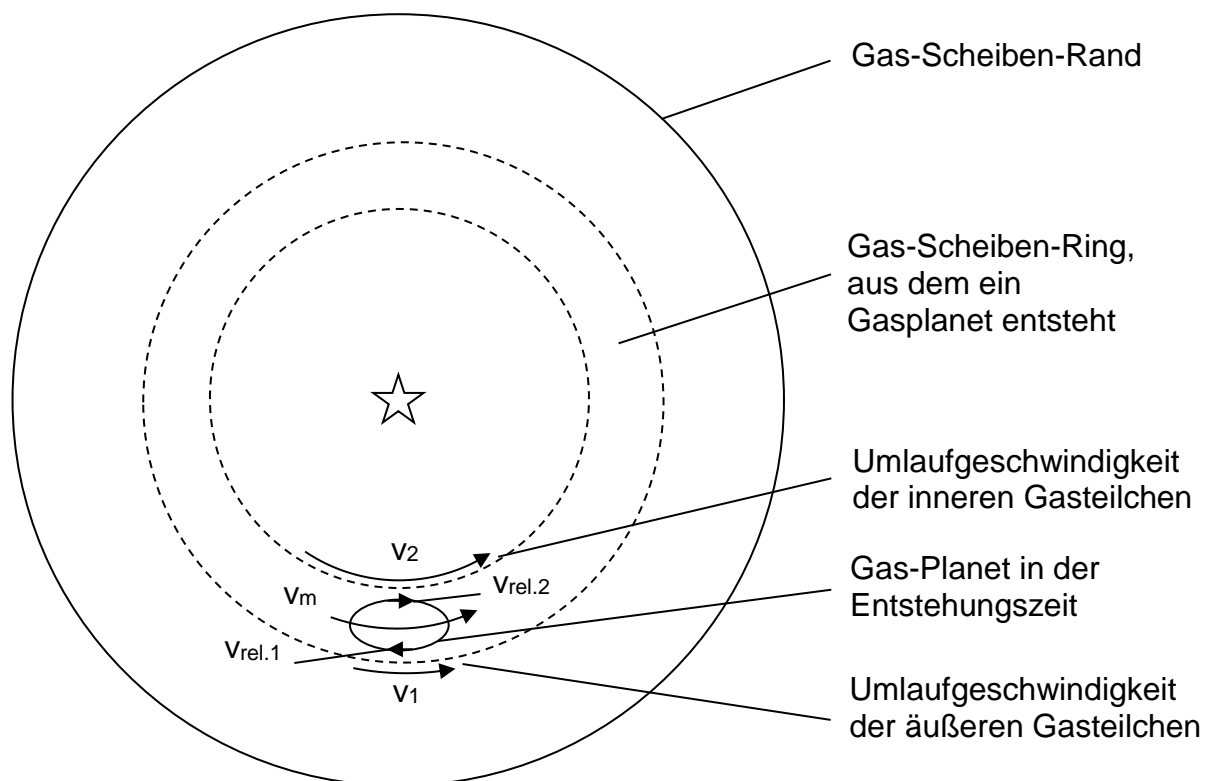 Gas-Scheiben-Rand
Gas-Scheiben-Ring,
aus dem ein
Gasplanet entsteht
Umlaufgeschwindigkeit
der inneren Gasteilchen
v2
Gas-Planet in der
Entstehungszeit
vm
vrel.2
vrel.1
v1
Umlaufgeschwindigkeit
der äußeren Gasteilchen